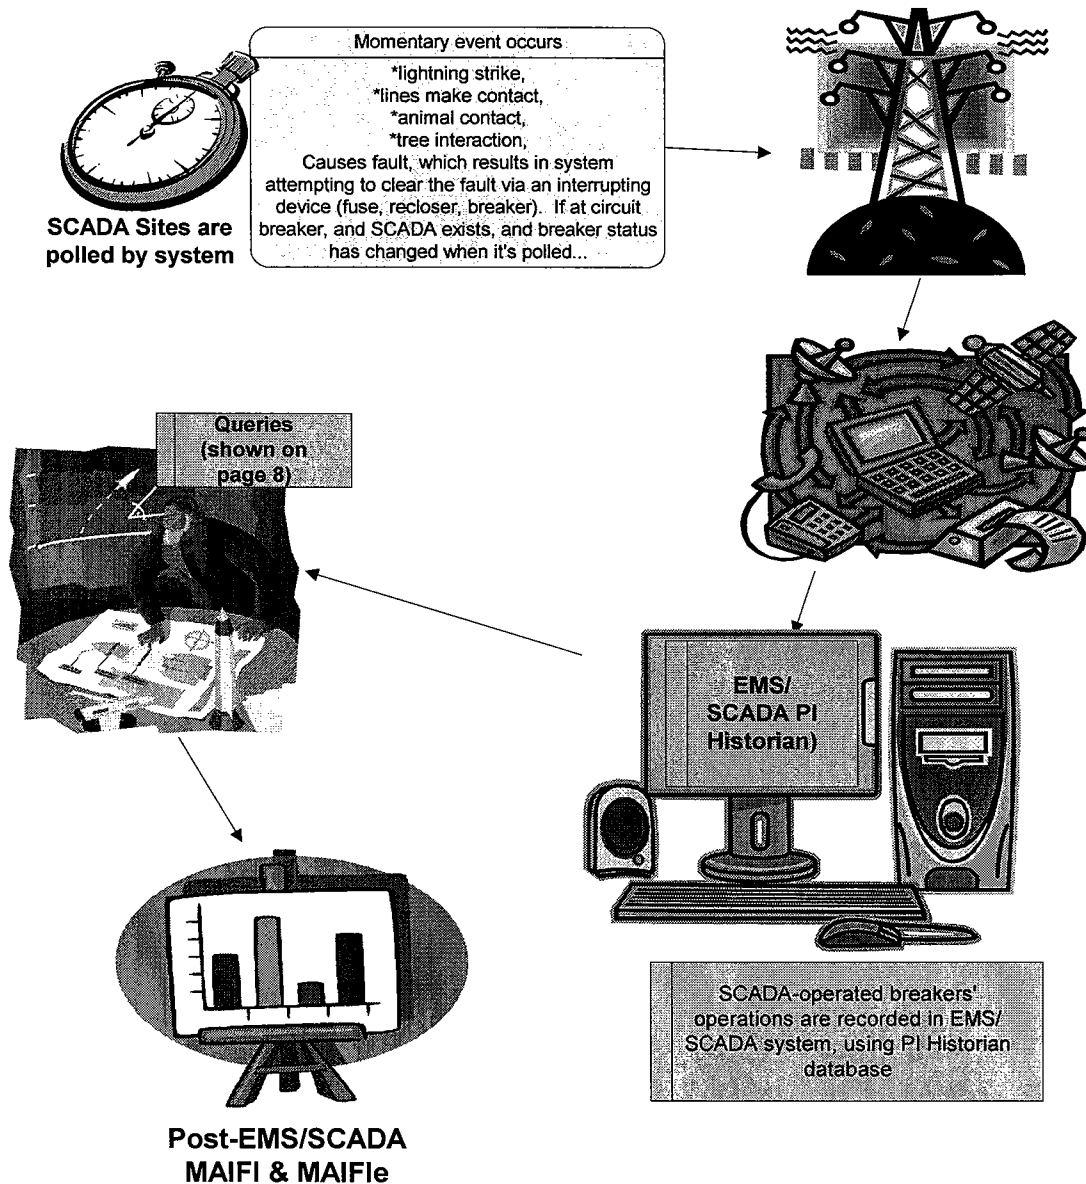 Momentary event occurs
*lightning strike,
*lines make contact,
*animal contact,
*tree interaction,
Causes fault, which results in system
attempting to clear the fault via an interrupting
device (fuse, recloser, breaker).  If at circuit
breaker, and SCADA exists, and breaker status
has changed when it's polled...
SCADA Sites are
polled by system
Queries
(shown on
page 8)
EMS/
SCADA PI
Historian)
SCADA-operated breakers'
operations are recorded in EMS/
SCADA system, using PI Historian
database
Post-EMS/SCADA
MAIFI & MAIFIe